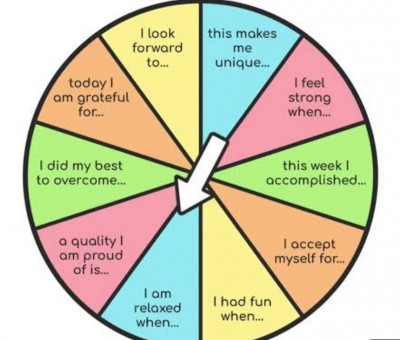 I look
forward
to...
this makes
me
unique...
I feel
strong
when...
this week I
accomplished...
I accept
myself for...
I had fun
when...
I am
relaxed
when...
a quality I
am proud
of is...
I did my best
to overcome...
today I
am grateful
for...